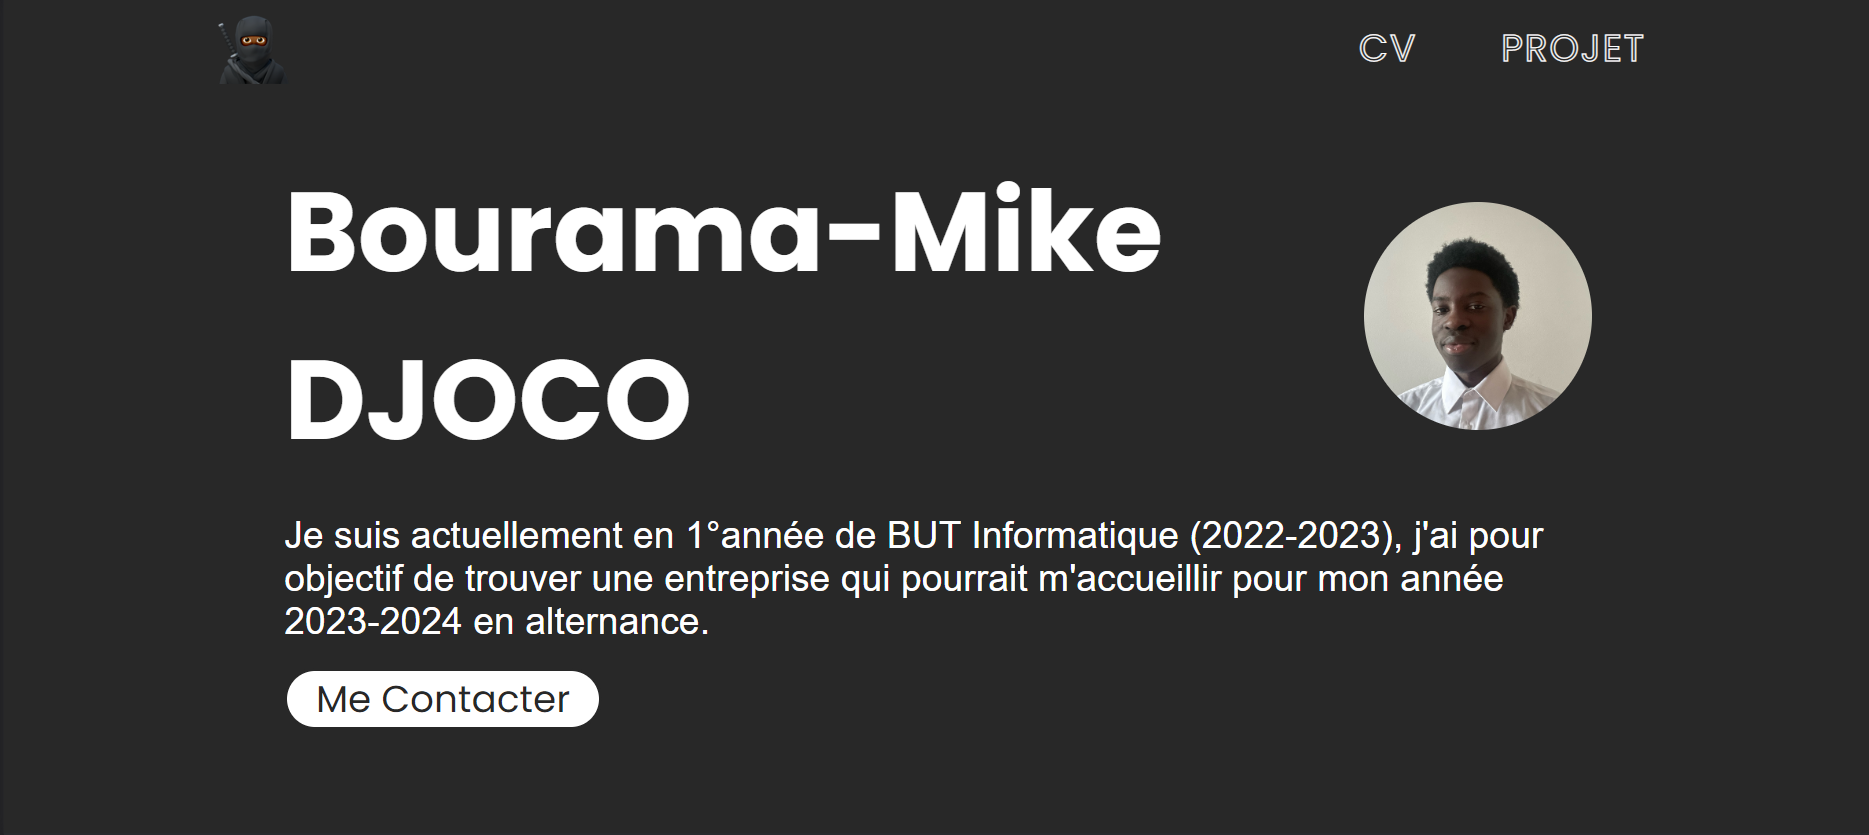 CV PROJET
Bourama-Mike
DJOCO
Je suis actuellement en 1°année de BUT Informatique (2022-2023), j'ai pour
objectif de trouver une entreprise qui pourrait m'accueillir pour mon année
2023-2024 en alternance.
Me Contacter